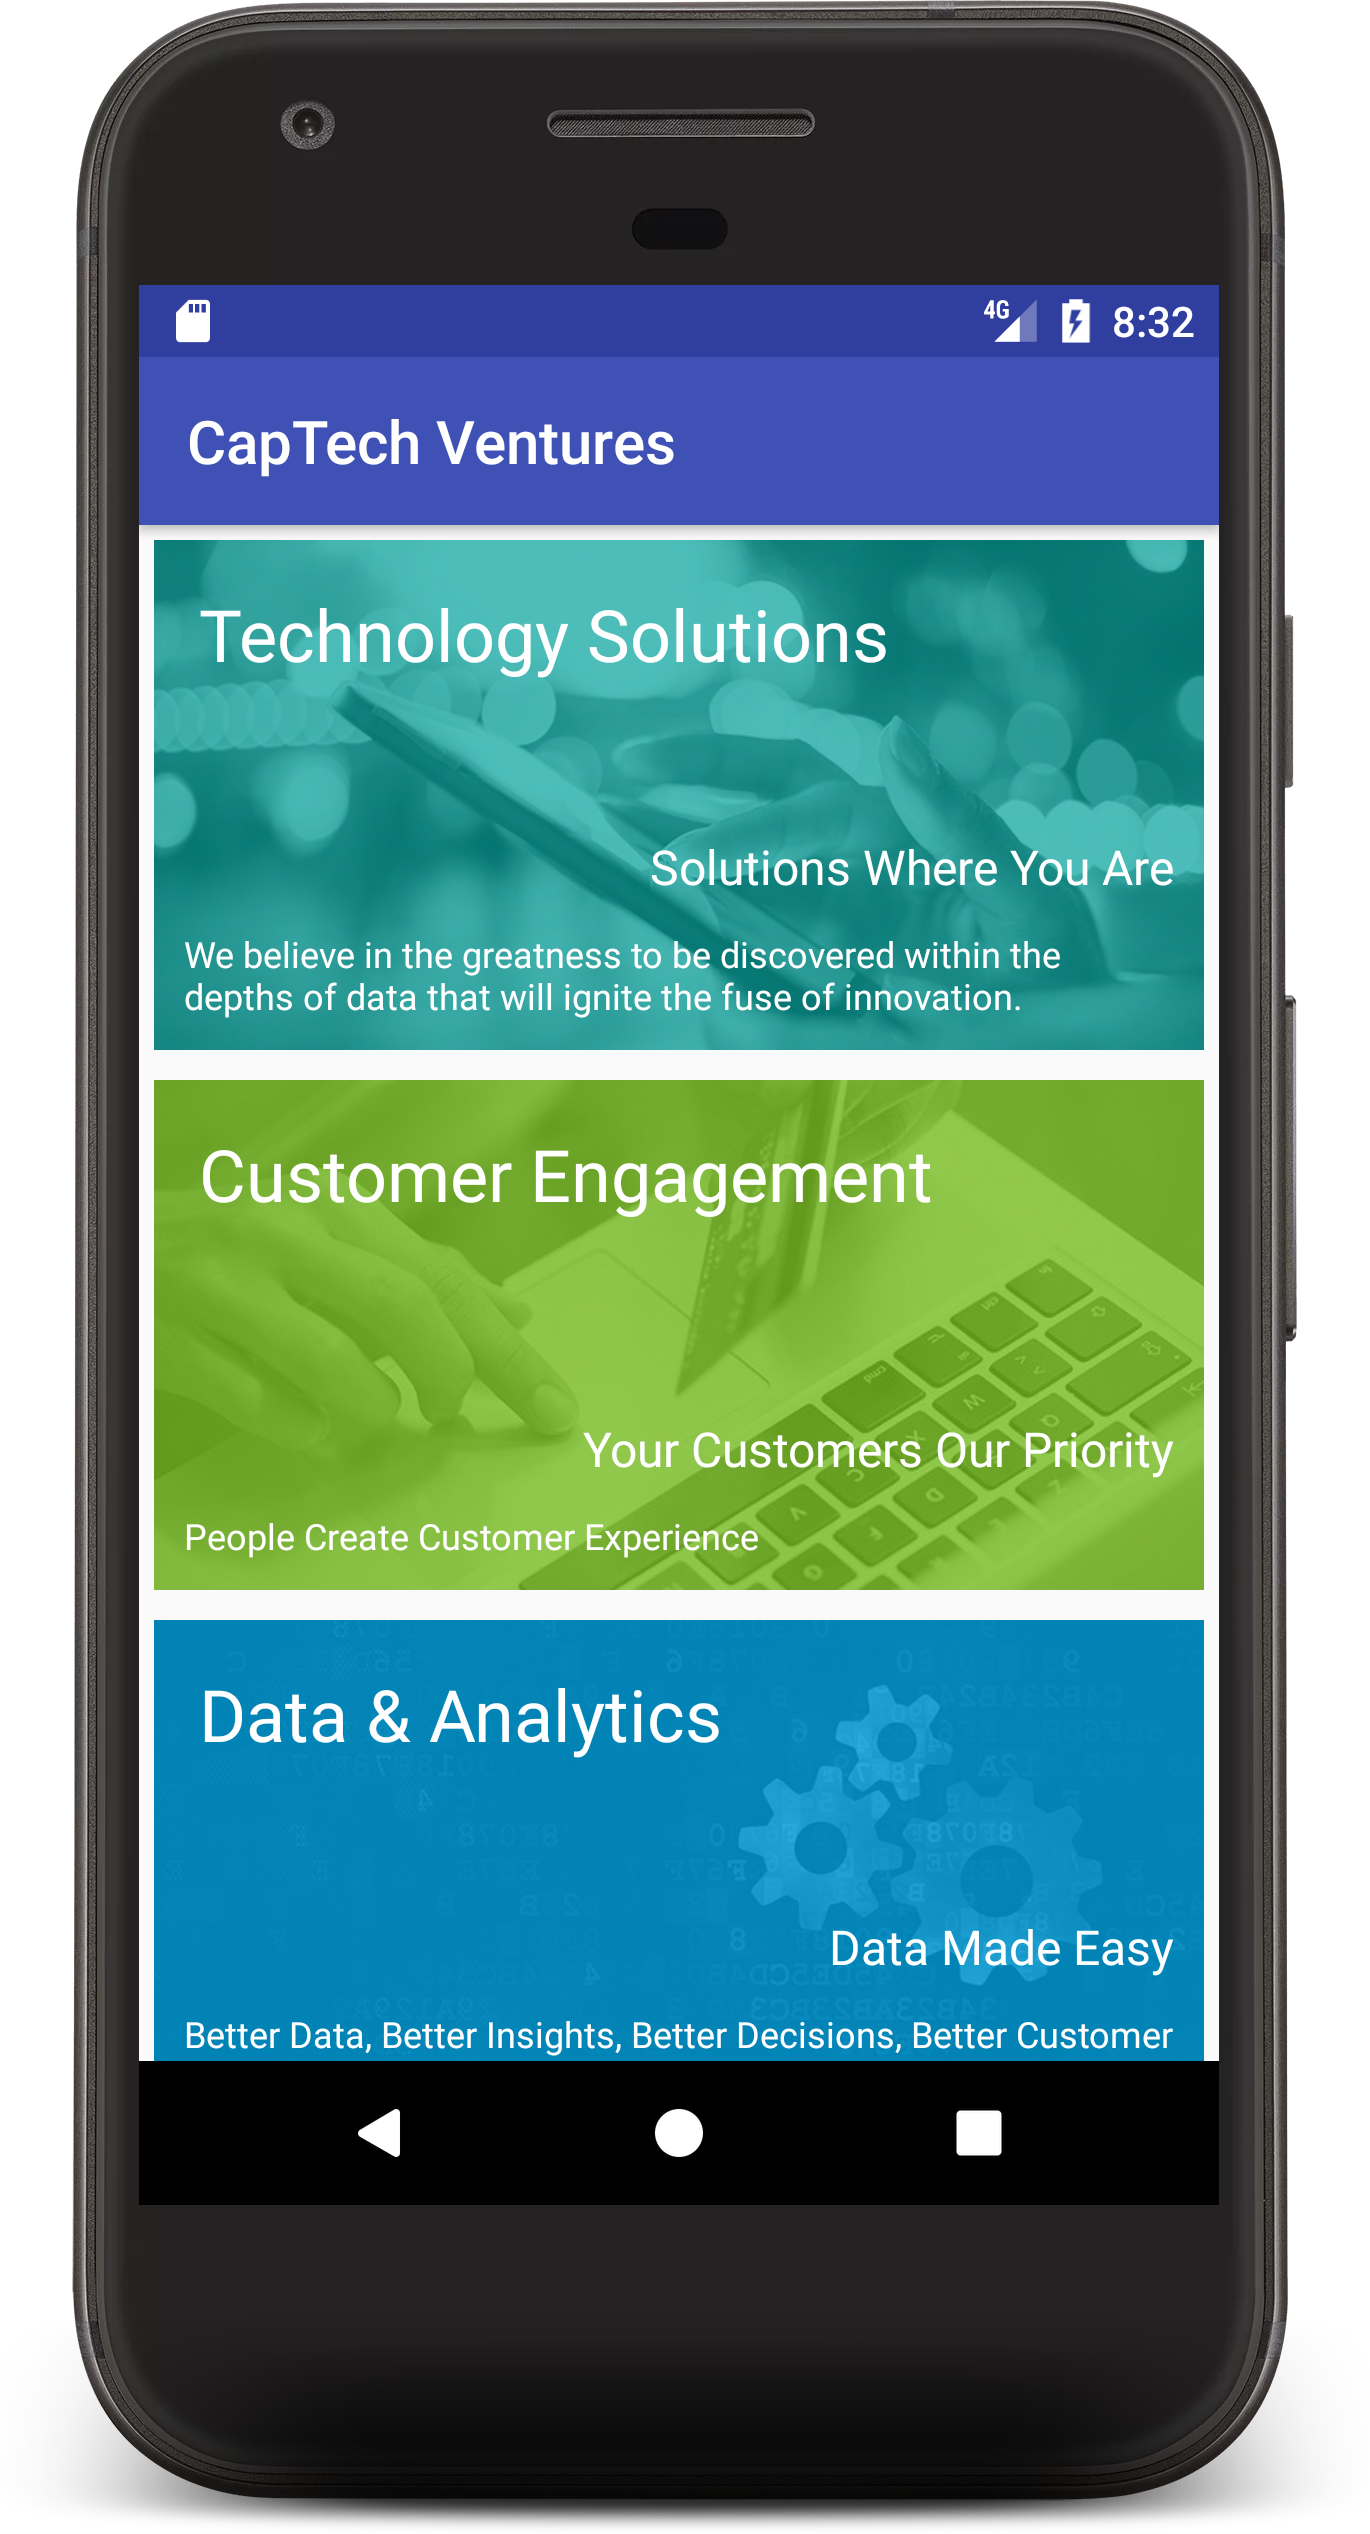 4G 8:32
CapTech Ventures
Technology Solutions
Solutions Where You Are
We believe in the greatness to be discovered within the
depths of data that will ignite the fuse of innovation.
Customer Engagement
Your Customers Our Priority
People Create Customer Experience
Data & Analytics
Data Made Easy
Better Data, Better Insights, Better Decisions, Better Customer